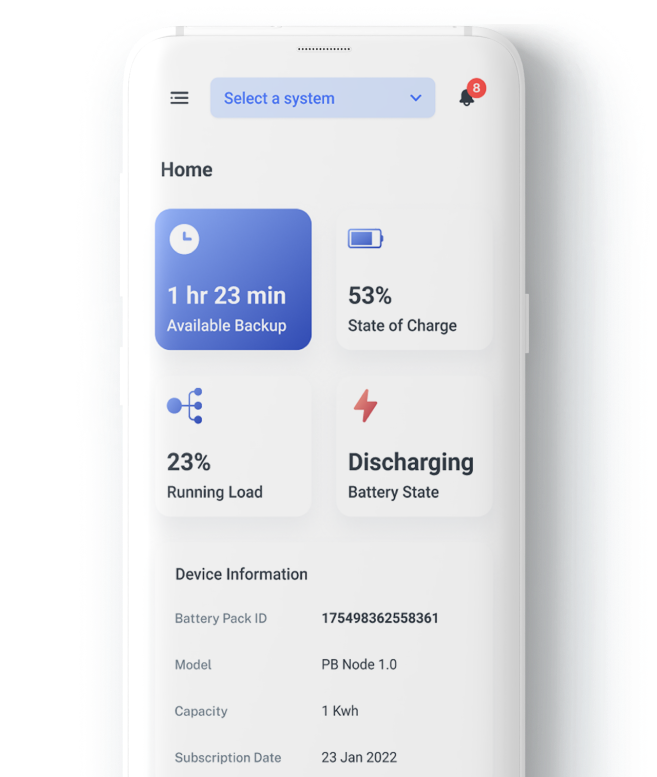 Select a system
8
Home
1 hr 23 min
Available Backup
53%
State of Charge
23%
Running Load
Discharging
Battery State
Device Information
Battery Pack ID 175498362558361
Model PB Node 1.0
Capacity 1 Kwh
Subscription Date 23 Jan 2022